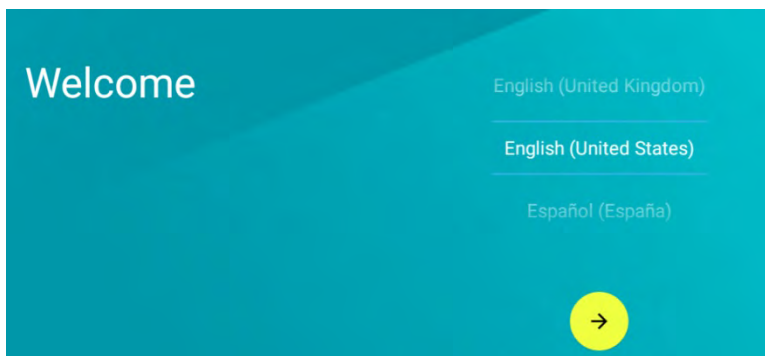 Welcome
English (United Kingdom)
English (United States)
Español (España)